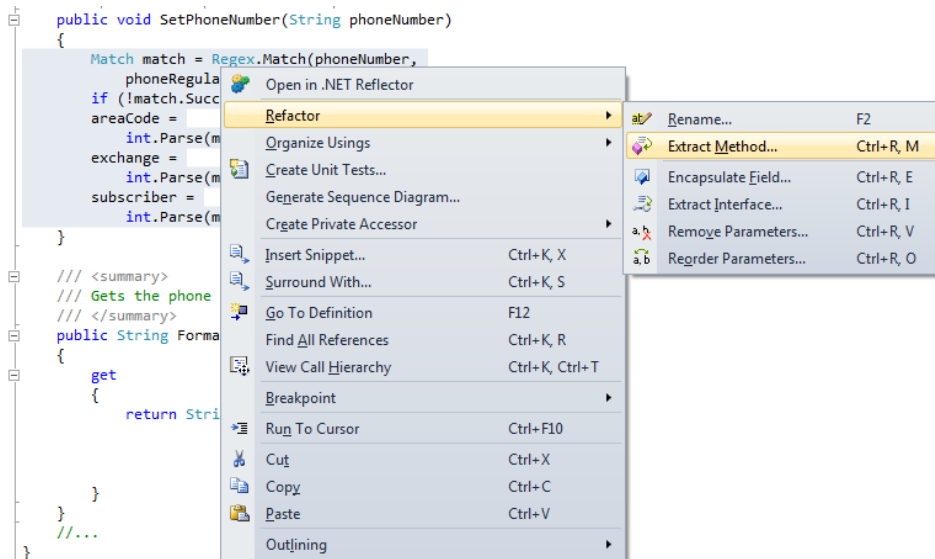 public void SetPhoneNumber(String phoneNumber)
{
Match match = Regex.Match(phoneNumber,
phoneRegula
if (!match.Succ
areaCode =
int.Parse(m
exchange =
int.Parse(m
subscriber =
int.Parse(m
}
/// <summary>
/// Gets the phone
/// </summary>
public String Forma
{
get
{
return Stri
}
}
//...
}
Open in .NET Reflector
Refactor
Organize Usings
Create Unit Tests...
Generate Sequence Diagram...
Create Private Accessor
Insert Snippet... Ctrl+K, X
Surround With... Ctrl+K, S
Go To Definition F12
Find All References Ctrl+K, R
View Call Hierarchy Ctrl+K, Ctrl+T
Breakpoint
Run To Cursor Ctrl+F10
Cut Ctrl+X
Copy Ctrl+C
Paste Ctrl+V
Outlining
Rename... F2
Extract Method... Ctrl+R, M
Encapsulate Field... Ctrl+R, E
Extract Interface... Ctrl+R, I
Remove Parameters... Ctrl+R, V
Reorder Parameters... Ctrl+R, O